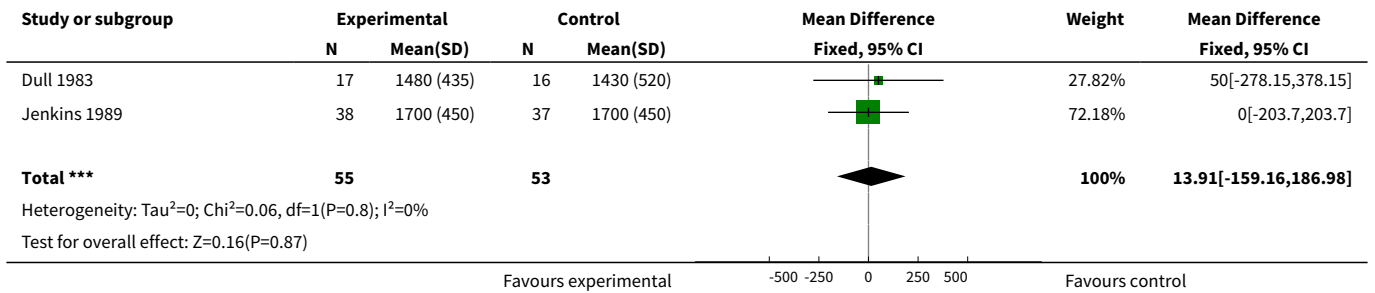 Study or subgroup Experimental Control Mean Difference Weight Mean Difference
N Mean(SD) N Mean(SD) Fixed, 95% CI Fixed, 95% CI
Dull 1983 17 1480 (435) 16 1430 (520) 27.82% 50[-278.15,378.15]
Jenkins 1989 38 1700 (450) 37 1700 (450) 72.18% 0[-203.7,203.7]
Total *** 55 53 100% 13.91[-159.16,186.98]
Heterogeneity: Tau²=0; Chi²=0.06, df=1(P=0.8); I²=0%
Test for overall effect: Z=0.16(P=0.87)
Favours experimental -500 -250 0 250 500 Favours control